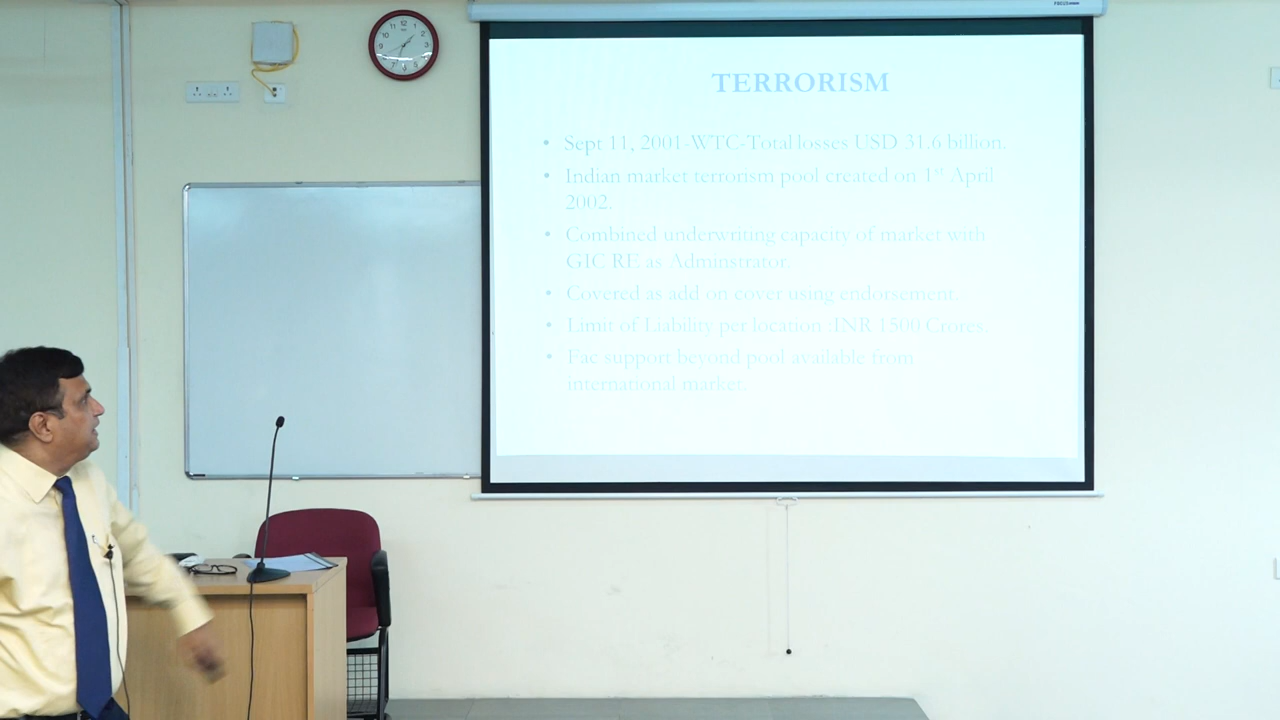 TERRORISM
• Sept 11, 2001-WTC-Total losses USD 31.6 billion.
• Indian market terrorism pool created on 1st April
2002.
• Combined underwriting capacity of market with
GIC RE as Adminstrator.
• Covered as add on cover using endorsement.
• Limit of Liability per location :INR 1500 Crores.
• Fac support beyond pool available from
international market.